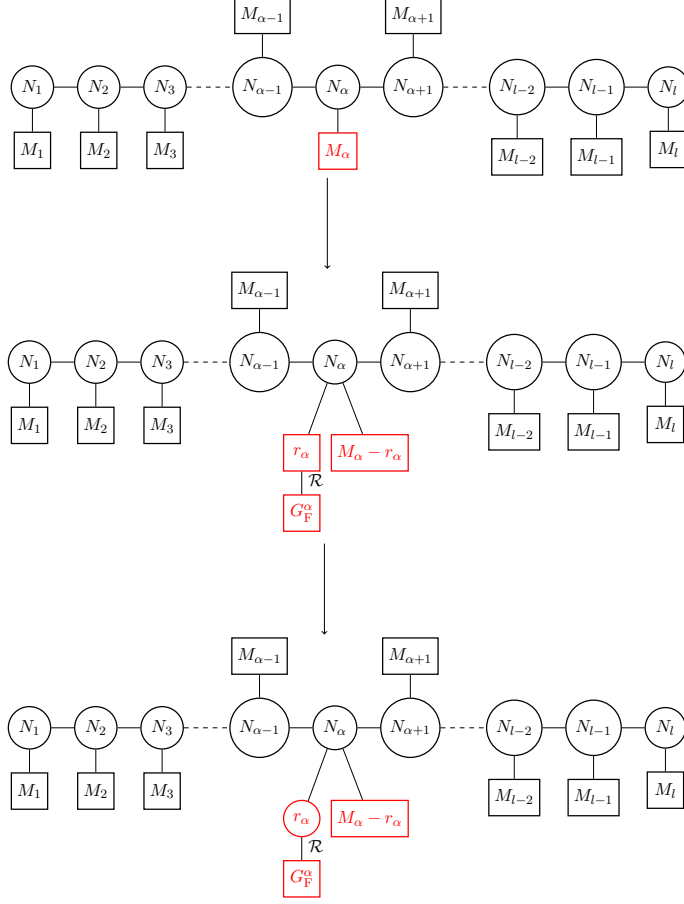 M_{α−1} M_{α+1}
N_1 N_2 N_3 N_{α−1} N_α N_{α+1} N_{l−2} N_{l−1} N_l
M_1 M_2 M_3 M_α M_{l−2} M_{l−1} M_l
M_{α−1} M_{α+1}
N_1 N_2 N_3 N_{α−1} N_α N_{α+1} N_{l−2} N_{l−1} N_l
M_1 M_2 M_3 M_{l−2} M_{l−1} M_l
r_α M_α − r_α
ℛ
G_F^α
M_{α−1} M_{α+1}
N_1 N_2 N_3 N_{α−1} N_α N_{α+1} N_{l−2} N_{l−1} N_l
M_1 M_2 M_3 M_{l−2} M_{l−1} M_l
r_α M_α − r_α
ℛ
G_F^α